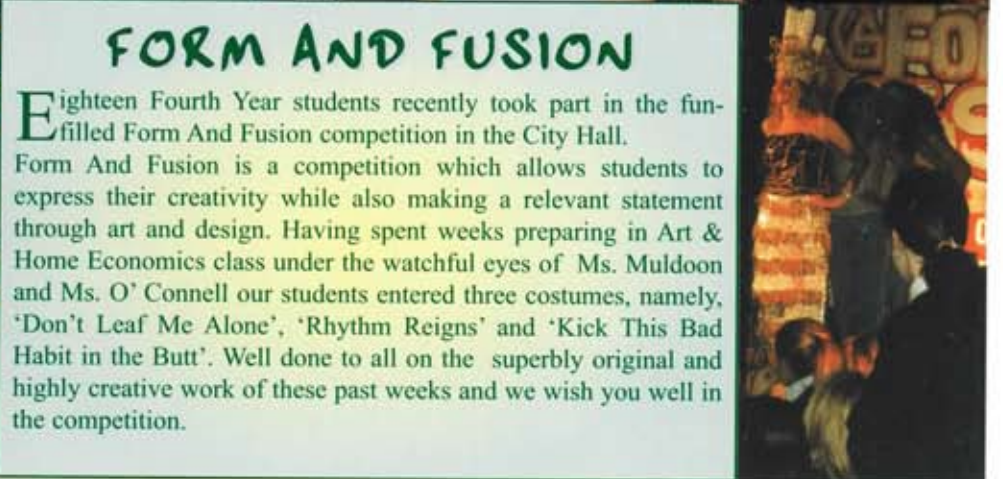 FORM AND FUSION
Eighteen Fourth Year students recently took part in the fun-
filled Form And Fusion competition in the City Hall.
Form And Fusion is a competition which allows students to
express their creativity while also making a relevant statement
through art and design. Having spent weeks preparing in Art &
Home Economics class under the watchful eyes of Ms. Muldoon
and Ms. O' Connell our students entered three costumes, namely,
'Don't Leaf Me Alone', 'Rhythm Reigns' and 'Kick This Bad
Habit in the Butt'. Well done to all on the superbly original and
highly creative work of these past weeks and we wish you well in
the competition.